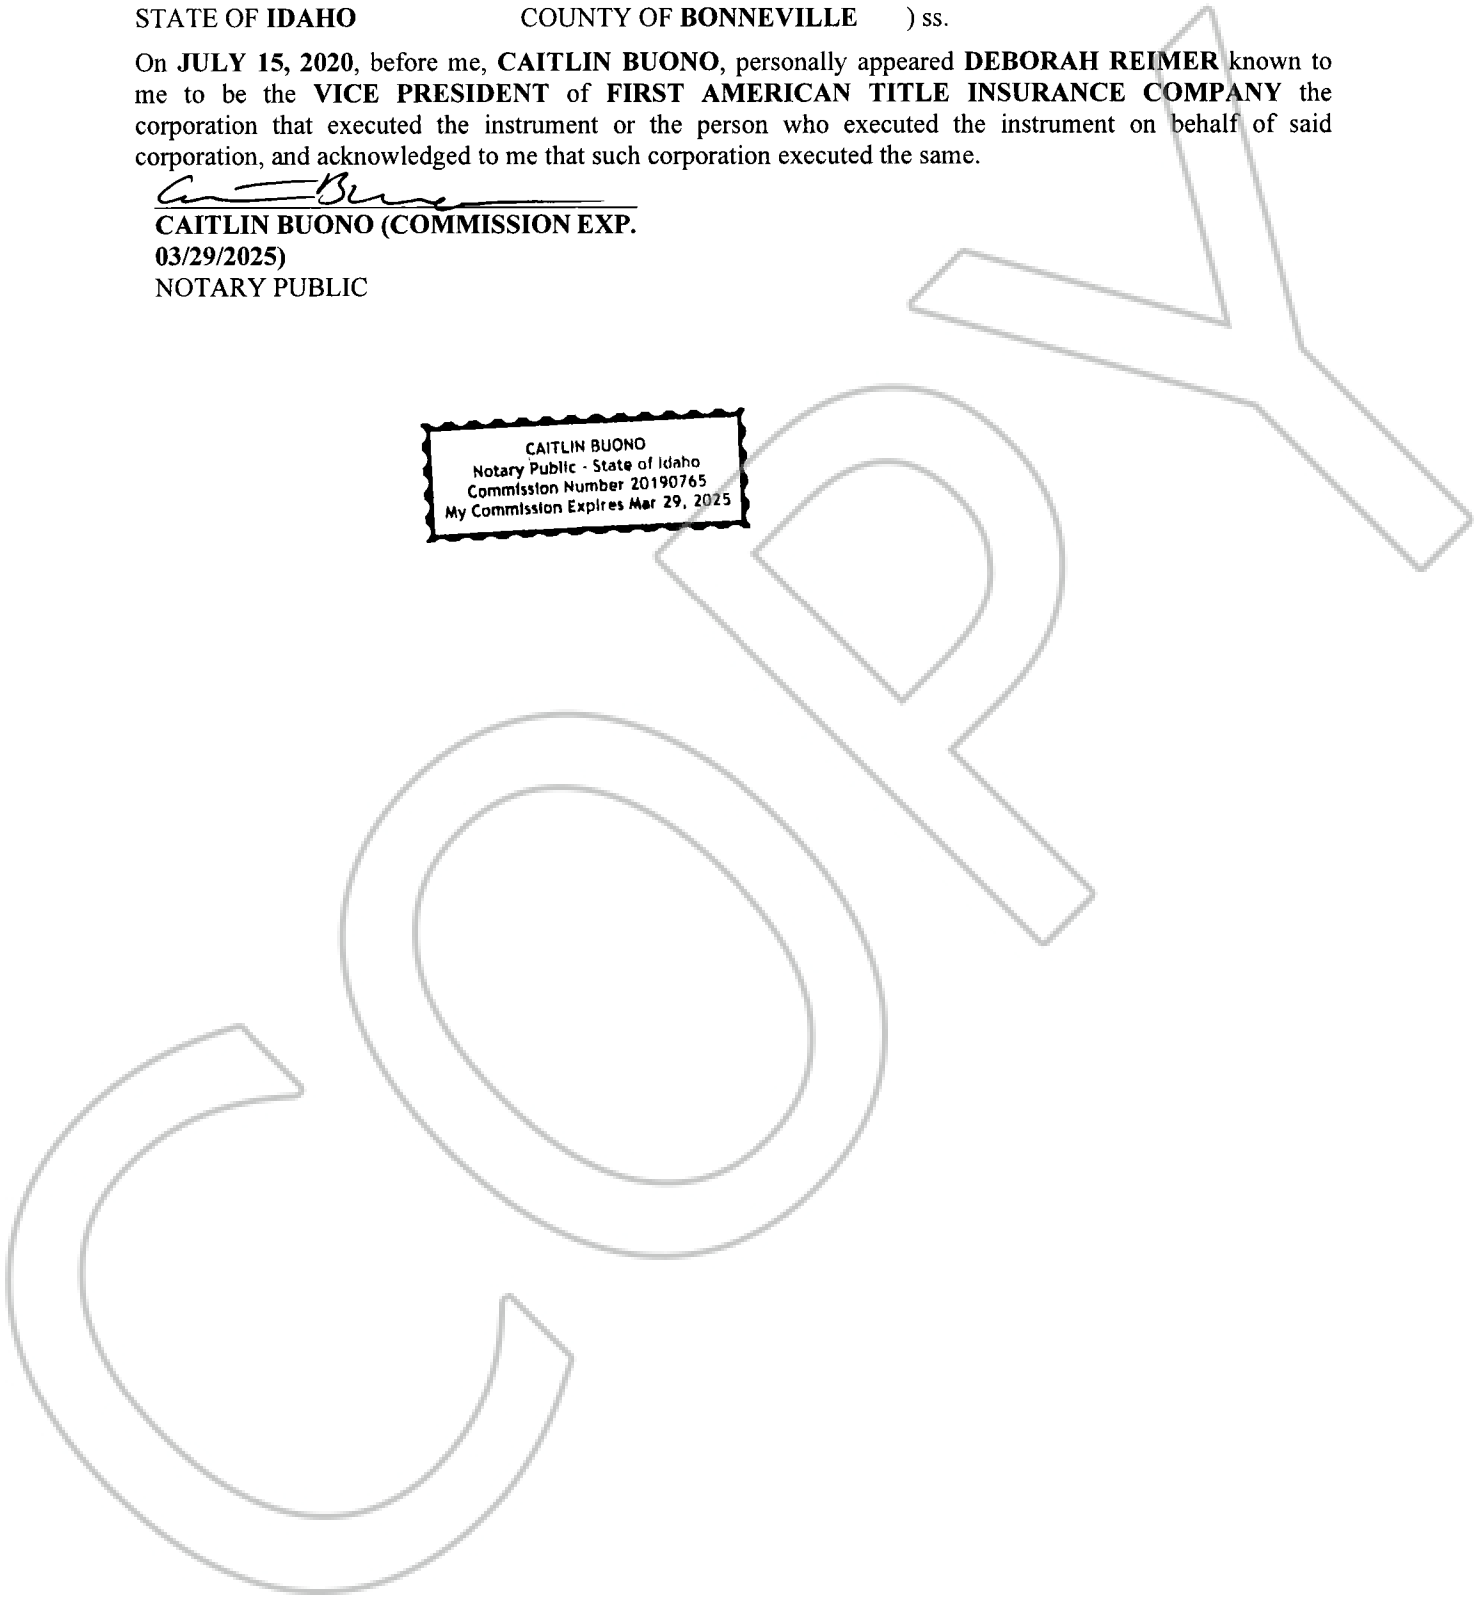 STATE OF IDAHO COUNTY OF BONNEVILLE ) ss.
On JULY 15, 2020, before me, CAITLIN BUONO, personally appeared DEBORAH REIMER known to
me to be the VICE PRESIDENT of FIRST AMERICAN TITLE INSURANCE COMPANY the
corporation that executed the instrument or the person who executed the instrument on behalf of said
corporation, and acknowledged to me that such corporation executed the same.
CAITLIN BUONO (COMMISSION EXP.
03/29/2025)
NOTARY PUBLIC
CAITLIN BUONO
Notary Public - State of Idaho
Commission Number 20190765
My Commission Expires Mar 29, 2025
COPY